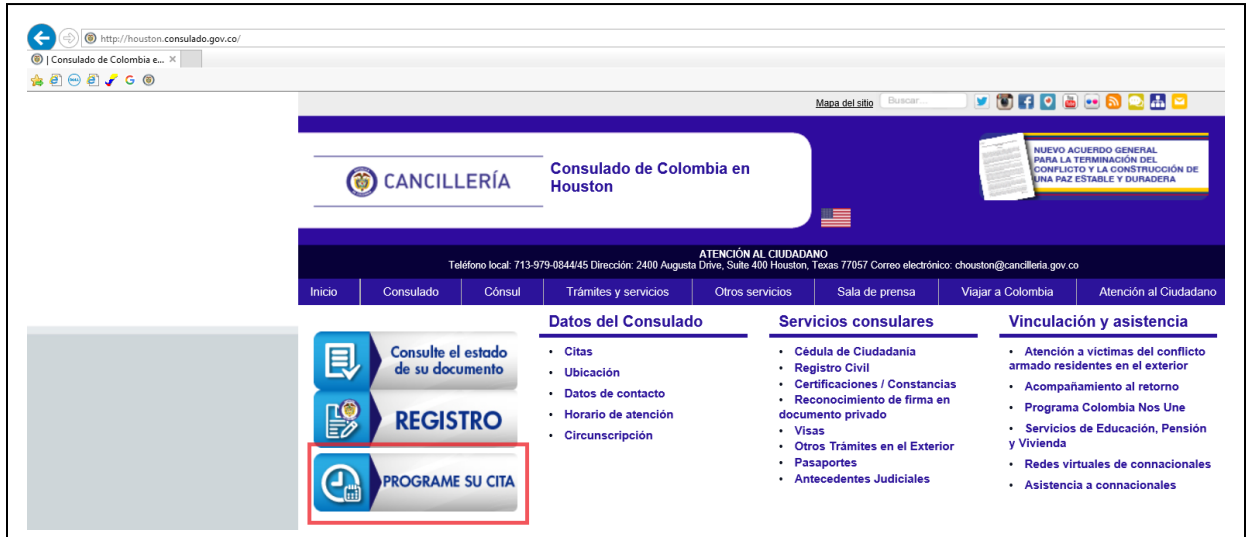 http://houston.consulado.gov.co/
| Consulado de Colombia e... ×
Mapa del sitio Buscar...
CANCILLERÍA
Consulado de Colombia en
Houston
NUEVO ACUERDO GENERAL
PARA LA TERMINACIÓN DEL
CONFLICTO Y LA CONSTRUCCIÓN DE
UNA PAZ ESTABLE Y DURADERA
ATENCIÓN AL CIUDADANO
Teléfono local: 713-979-0844/45 Dirección: 2400 Augusta Drive, Suite 400 Houston, Texas 77057 Correo electrónico: chouston@cancilleria.gov.co
Inicio Consulado Cónsul Trámites y servicios Otros servicios Sala de prensa Viajar a Colombia Atención al Ciudadano
Consulte el estado
de su documento
REGISTRO
PROGRAME SU CITA
Datos del Consulado
• Citas
• Ubicación
• Datos de contacto
• Horario de atención
• Circunscripción
Servicios consulares
• Cédula de Ciudadanía
• Registro Civil
• Certificaciones / Constancias
• Reconocimiento de firma en
documento privado
• Visas
• Otros Trámites en el Exterior
• Pasaportes
• Antecedentes Judiciales
Vinculación y asistencia
• Atención a victimas del conflicto
armado residentes en el exterior
• Acompañamiento al retorno
• Programa Colombia Nos Une
• Servicios de Educación, Pensión
y Vivienda
• Redes virtuales de connacionales
• Asistencia a connacionales